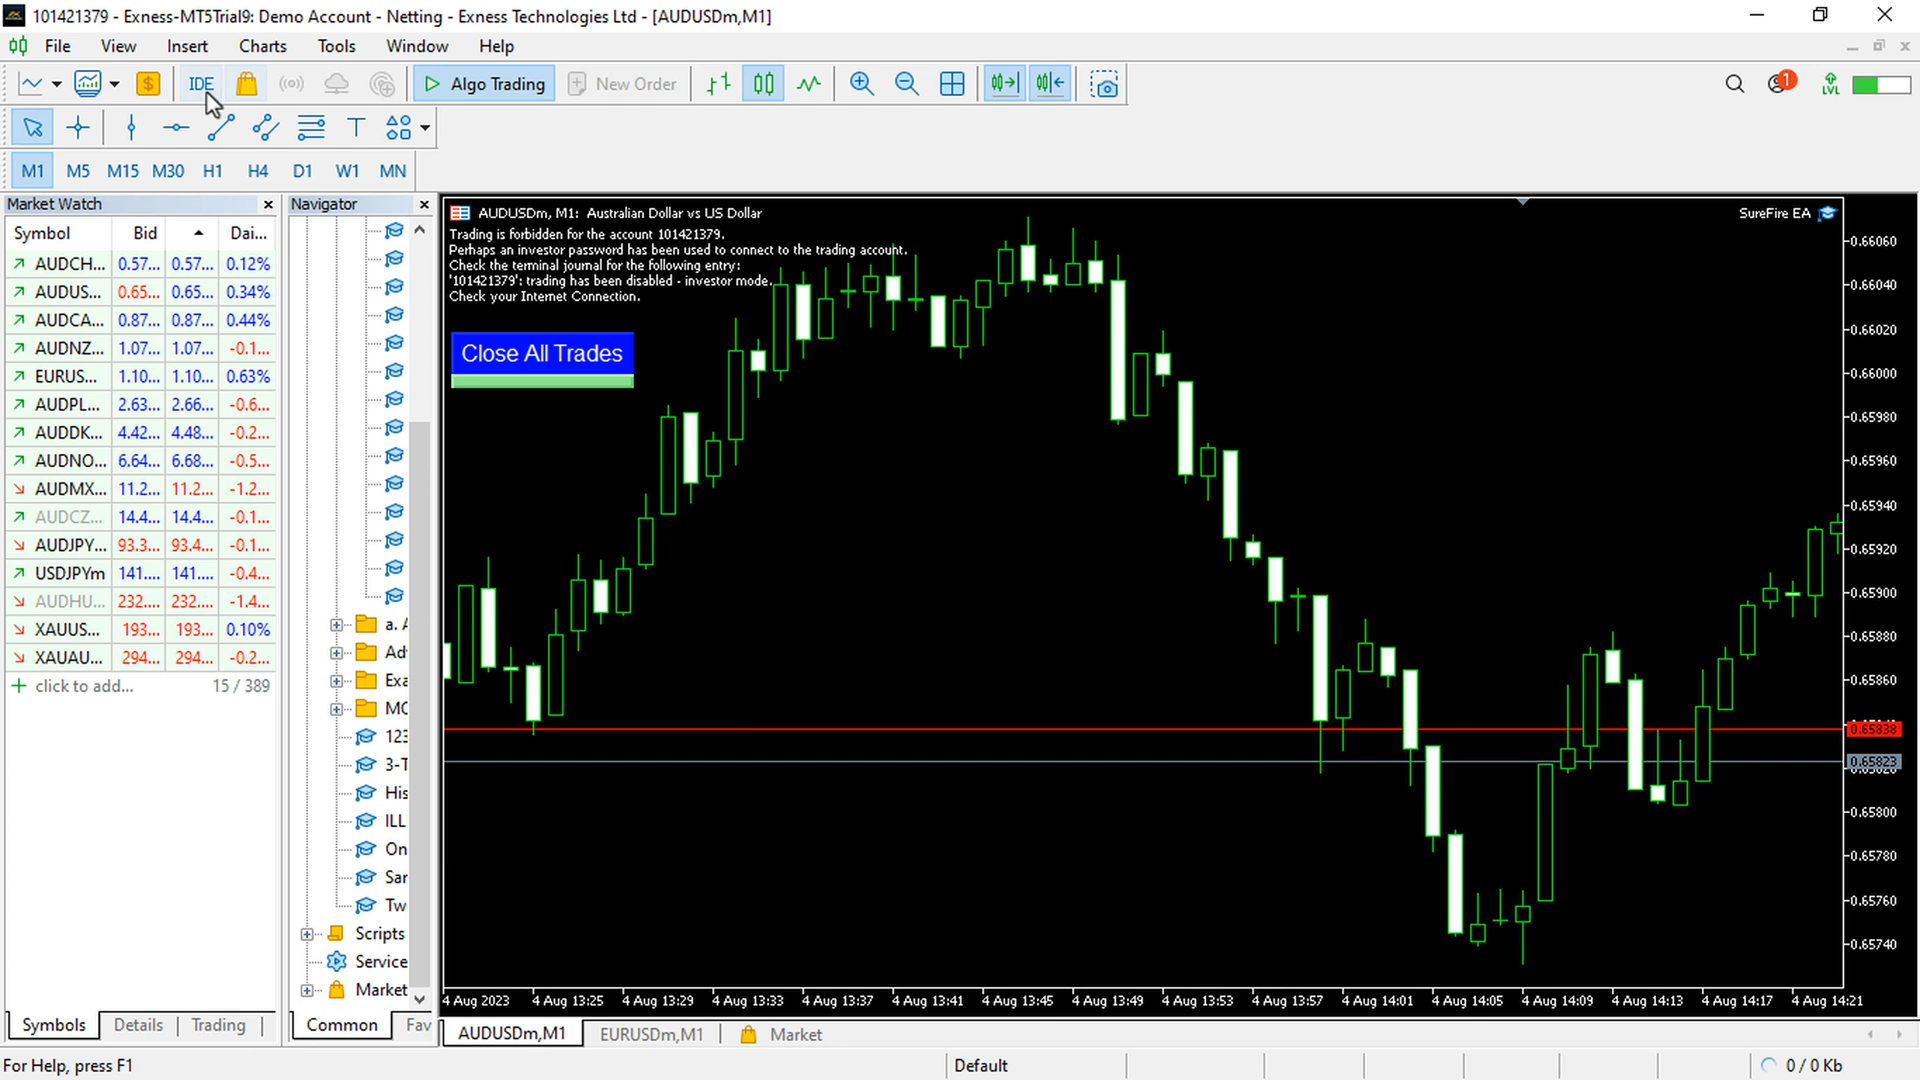 101421379 - Exness-MT5Trial9: Demo Account - Netting - Exness Technologies Ltd - [AUDUSDm,M1]
File View Insert Charts Tools Window Help
IDE Algo Trading New Order 1 LVL
T
M1 M5 M15 M30 H1 H4 D1 W1 MN
Market Watch
Symbol Bid Dai...
AUDCH... 0.57... 0.57... 0.12%
AUDUS... 0.65... 0.65... 0.34%
AUDCA... 0.87... 0.87... 0.44%
AUDNZ... 1.07... 1.07... -0.1...
EURUS... 1.10... 1.10... 0.63%
AUDPL... 2.63... 2.66... -0.6...
AUDDK... 4.42... 4.48... -0.2...
AUDNO... 6.64... 6.68... -0.5...
AUDMX... 11.2... 11.2... -1.2...
AUDCZ... 14.4... 14.4... -0.1...
AUDJPY... 93.3... 93.4... -0.1...
USDJPYm 141.... 141.... -0.4...
AUDHU... 232.... 232.... -1.4...
XAUUS... 193... 193... 0.10%
XAUAU... 294... 294... -0.2...
click to add... 15 / 389
Symbols Details Trading
Navigator
a. A
Ad
Exa
MC
123
3-T
His
ILL
On
Sar
Tw
Scripts
Service
Market
Common Fav
AUDUSDm, M1: Australian Dollar vs US Dollar
SureFire EA
Trading is forbidden for the account 101421379.
Perhaps an investor password has been used to connect to the trading account.
Check the terminal journal for the following entry:
'101421379': trading has been disabled - investor mode.
Check your Internet Connection.
Close All Trades
0.66060
0.66040
0.66020
0.66000
0.65980
0.65960
0.65940
0.65920
0.65900
0.65880
0.65860
0.65838
0.65823
0.65800
0.65780
0.65760
0.65740
4 Aug 2023 4 Aug 13:25 4 Aug 13:29 4 Aug 13:33 4 Aug 13:37 4 Aug 13:41 4 Aug 13:45 4 Aug 13:49 4 Aug 13:53 4 Aug 13:57 4 Aug 14:01 4 Aug 14:05 4 Aug 14:09 4 Aug 14:13 4 Aug 14:17 4 Aug 14:21
AUDUSDm,M1 EURUSDm,M1 Market
For Help, press F1 Default 0 / 0 Kb